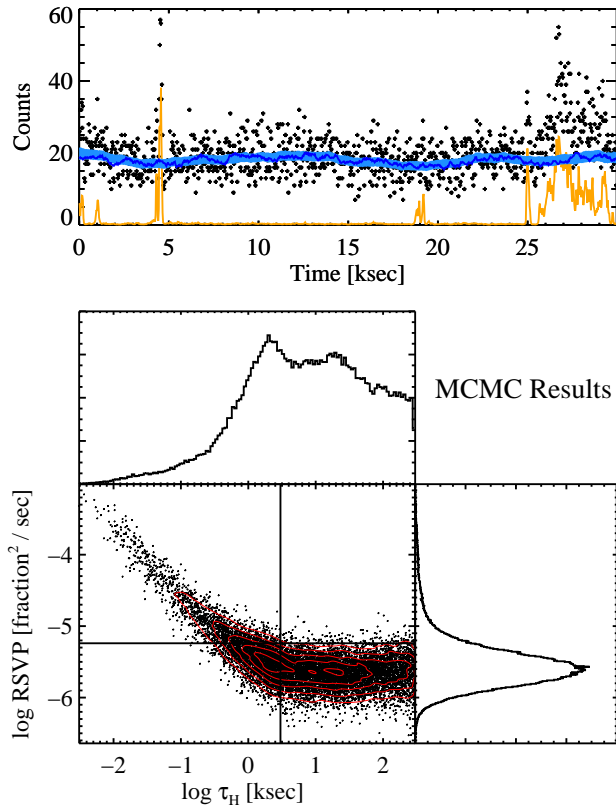 60
40
20
0
Counts
0 5 10 15 20 25
Time [ksec]
MCMC Results
−4
−5
−6
log RSVP [fraction² / sec]
−2 −1 0 1 2
log τ_H [ksec]